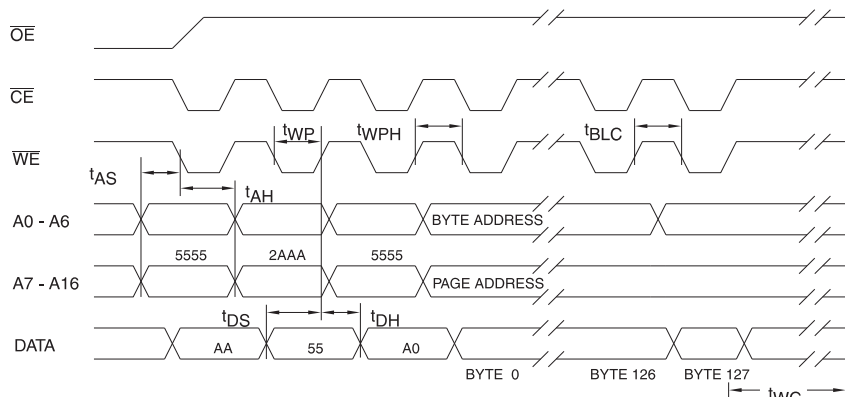 OE
CE
tWP tWPH tBLC
WE
tAS
tAH
A0 - A6 BYTE ADDRESS
5555 2AAA 5555
A7 - A16 PAGE ADDRESS
tDS tDH
DATA AA 55 A0
BYTE 0 BYTE 126 BYTE 127
tWC